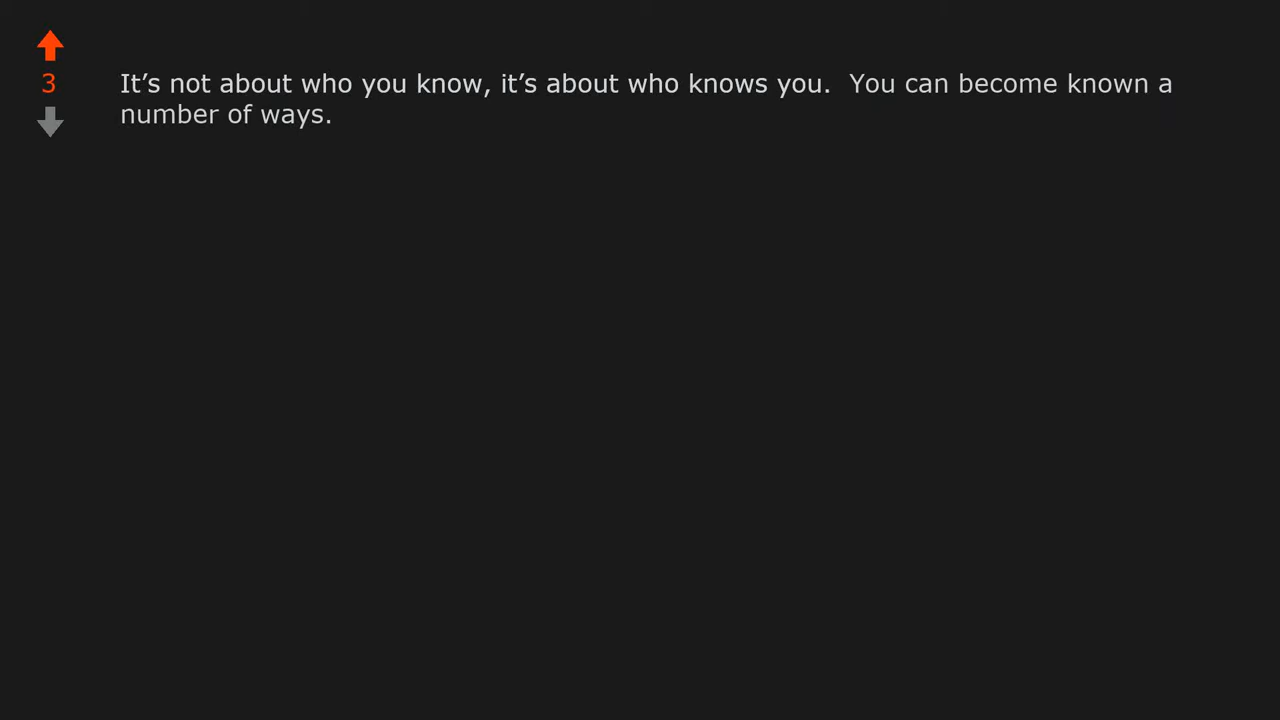 3
It’s not about who you know, it’s about who knows you.  You can become known a
number of ways.